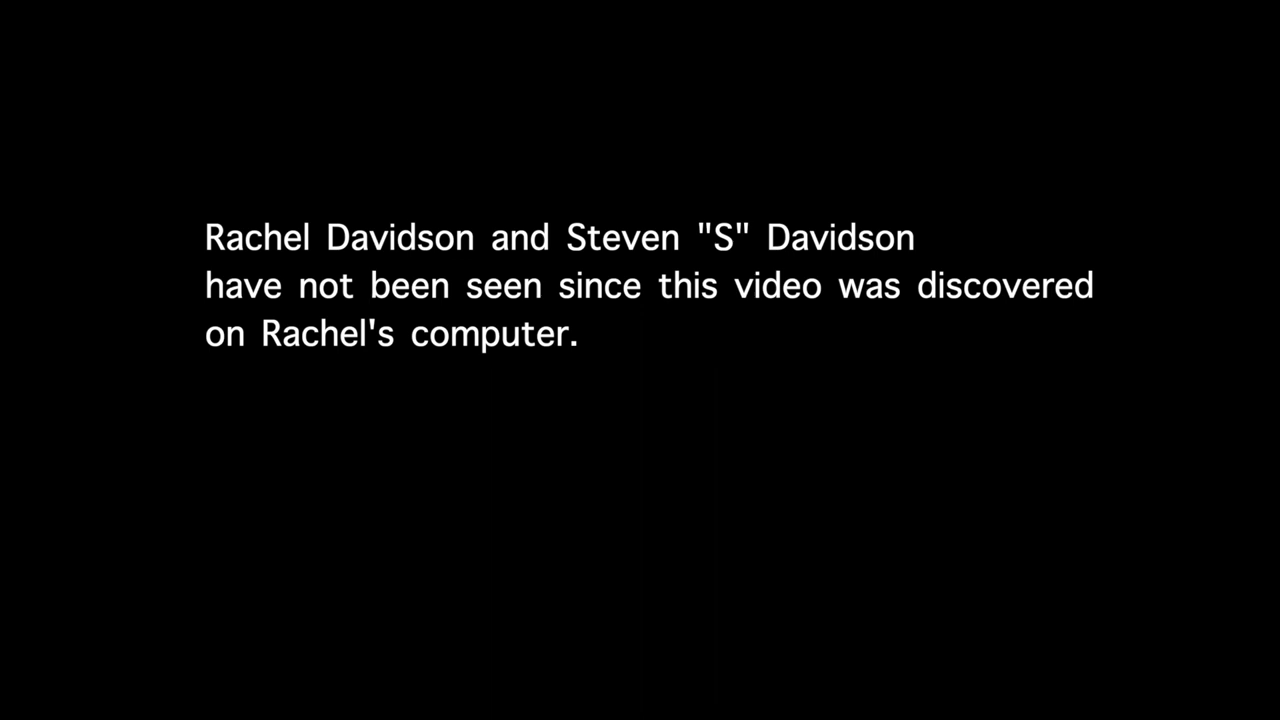 Rachel Davidson and Steven "S" Davidson
have not been seen since this video was discovered
on Rachel's computer.